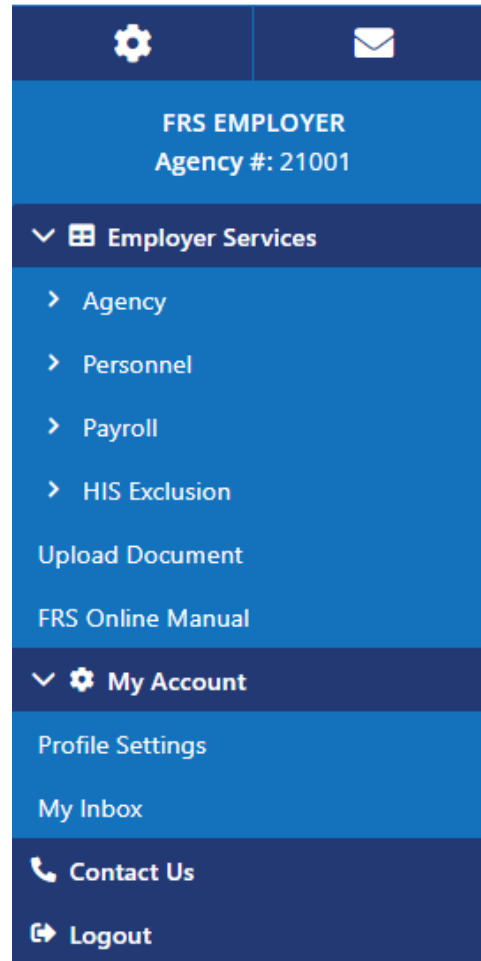 FRS EMPLOYER
Agency #: 21001
Employer Services
Agency
Personnel
Payroll
HIS Exclusion
Upload Document
FRS Online Manual
My Account
Profile Settings
My Inbox
Contact Us
Logout